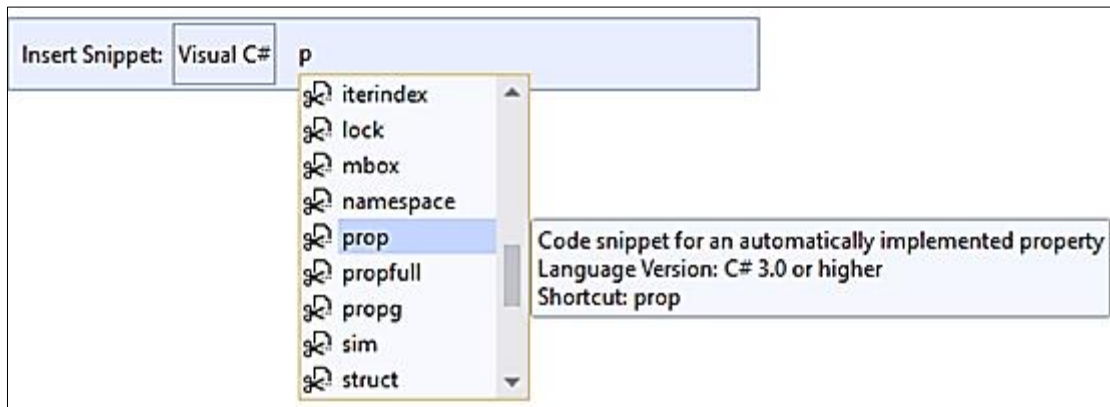 Insert Snippet: Visual C# p
iterindex
lock
mbox
namespace
prop
propfull
propg
sim
struct
Code snippet for an automatically implemented property
Language Version: C# 3.0 or higher
Shortcut: prop